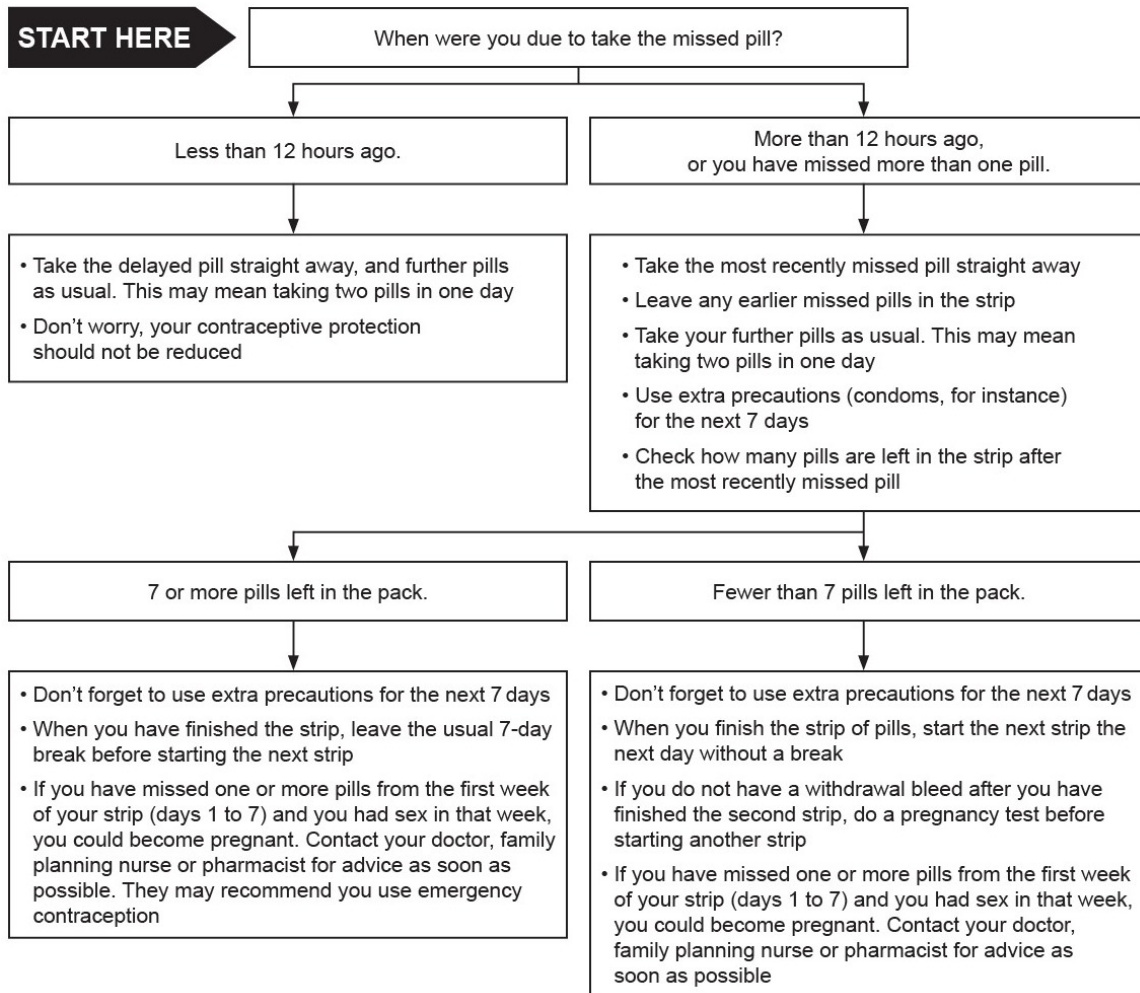 START HERE
When were you due to take the missed pill?
Less than 12 hours ago.
More than 12 hours ago,
or you have missed more than one pill.
• Take the delayed pill straight away, and further pills
as usual. This may mean taking two pills in one day
• Don’t worry, your contraceptive protection
should not be reduced
• Take the most recently missed pill straight away
• Leave any earlier missed pills in the strip
• Take your further pills as usual. This may mean
taking two pills in one day
• Use extra precautions (condoms, for instance)
for the next 7 days
• Check how many pills are left in the strip after
the most recently missed pill
7 or more pills left in the pack.
Fewer than 7 pills left in the pack.
• Don’t forget to use extra precautions for the next 7 days
• When you have finished the strip, leave the usual 7-day
break before starting the next strip
• If you have missed one or more pills from the first week
of your strip (days 1 to 7) and you had sex in that week,
you could become pregnant. Contact your doctor, family
planning nurse or pharmacist for advice as soon as
possible. They may recommend you use emergency
contraception
• Don’t forget to use extra precautions for the next 7 days
• When you finish the strip of pills, start the next strip the
next day without a break
• If you do not have a withdrawal bleed after you have
finished the second strip, do a pregnancy test before
starting another strip
• If you have missed one or more pills from the first week
of your strip (days 1 to 7) and you had sex in that week,
you could become pregnant. Contact your doctor,
family planning nurse or pharmacist for advice as
soon as possible